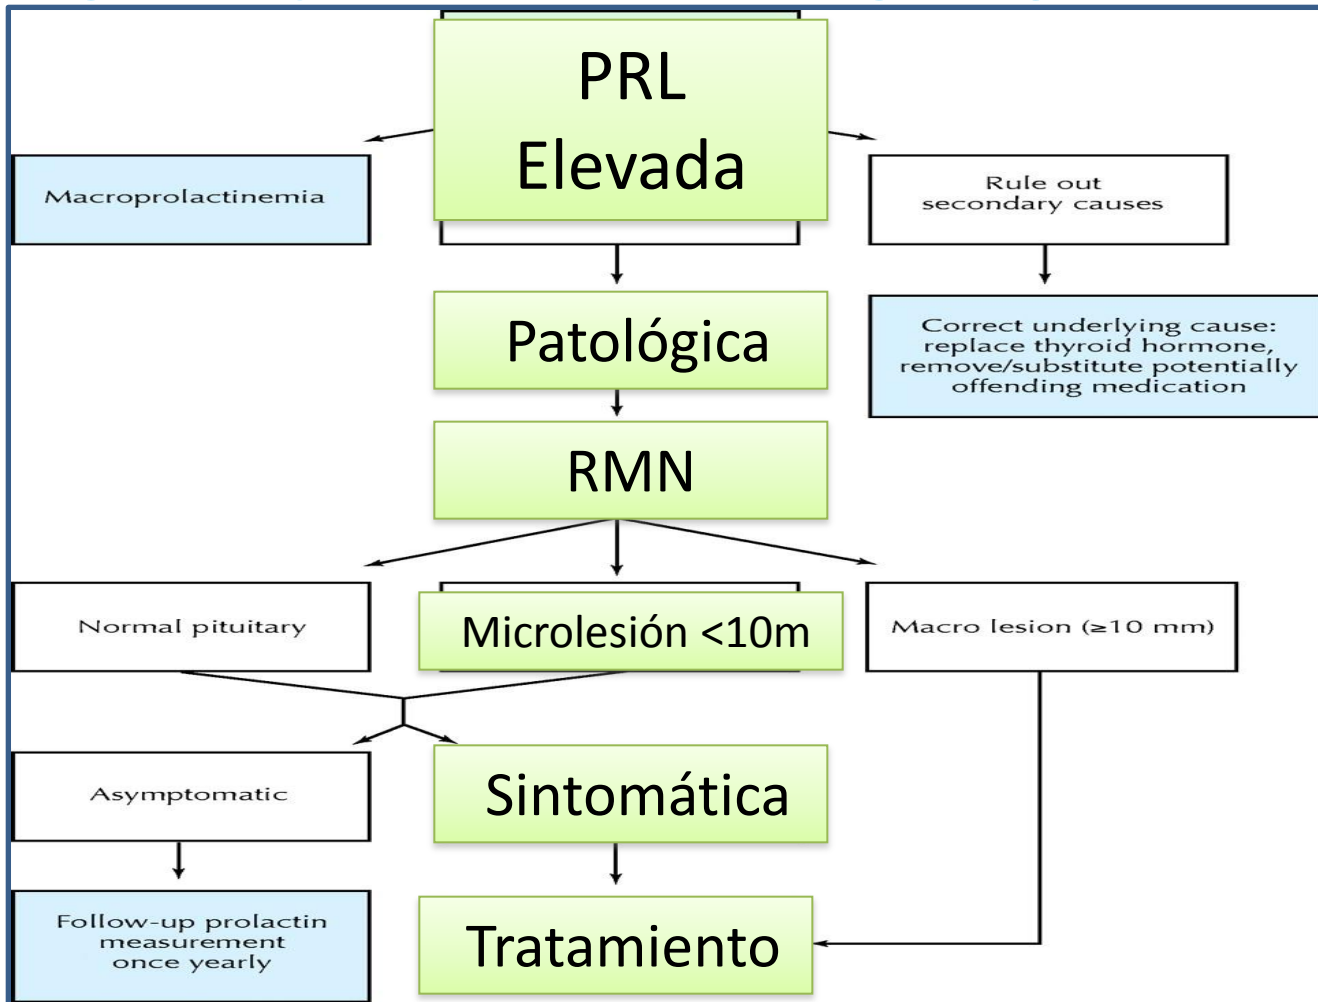 PRL
Elevada
Macroprolactinemia
Rule out
secondary causes
Patológica
Correct underlying cause:
replace thyroid hormone,
remove/substitute potentially
offending medication
RMN
Normal pituitary
Microlesión <10m
Macro lesion (≥10 mm)
Asymptomatic
Sintomática
Follow-up prolactin
measurement
once yearly
Tratamiento